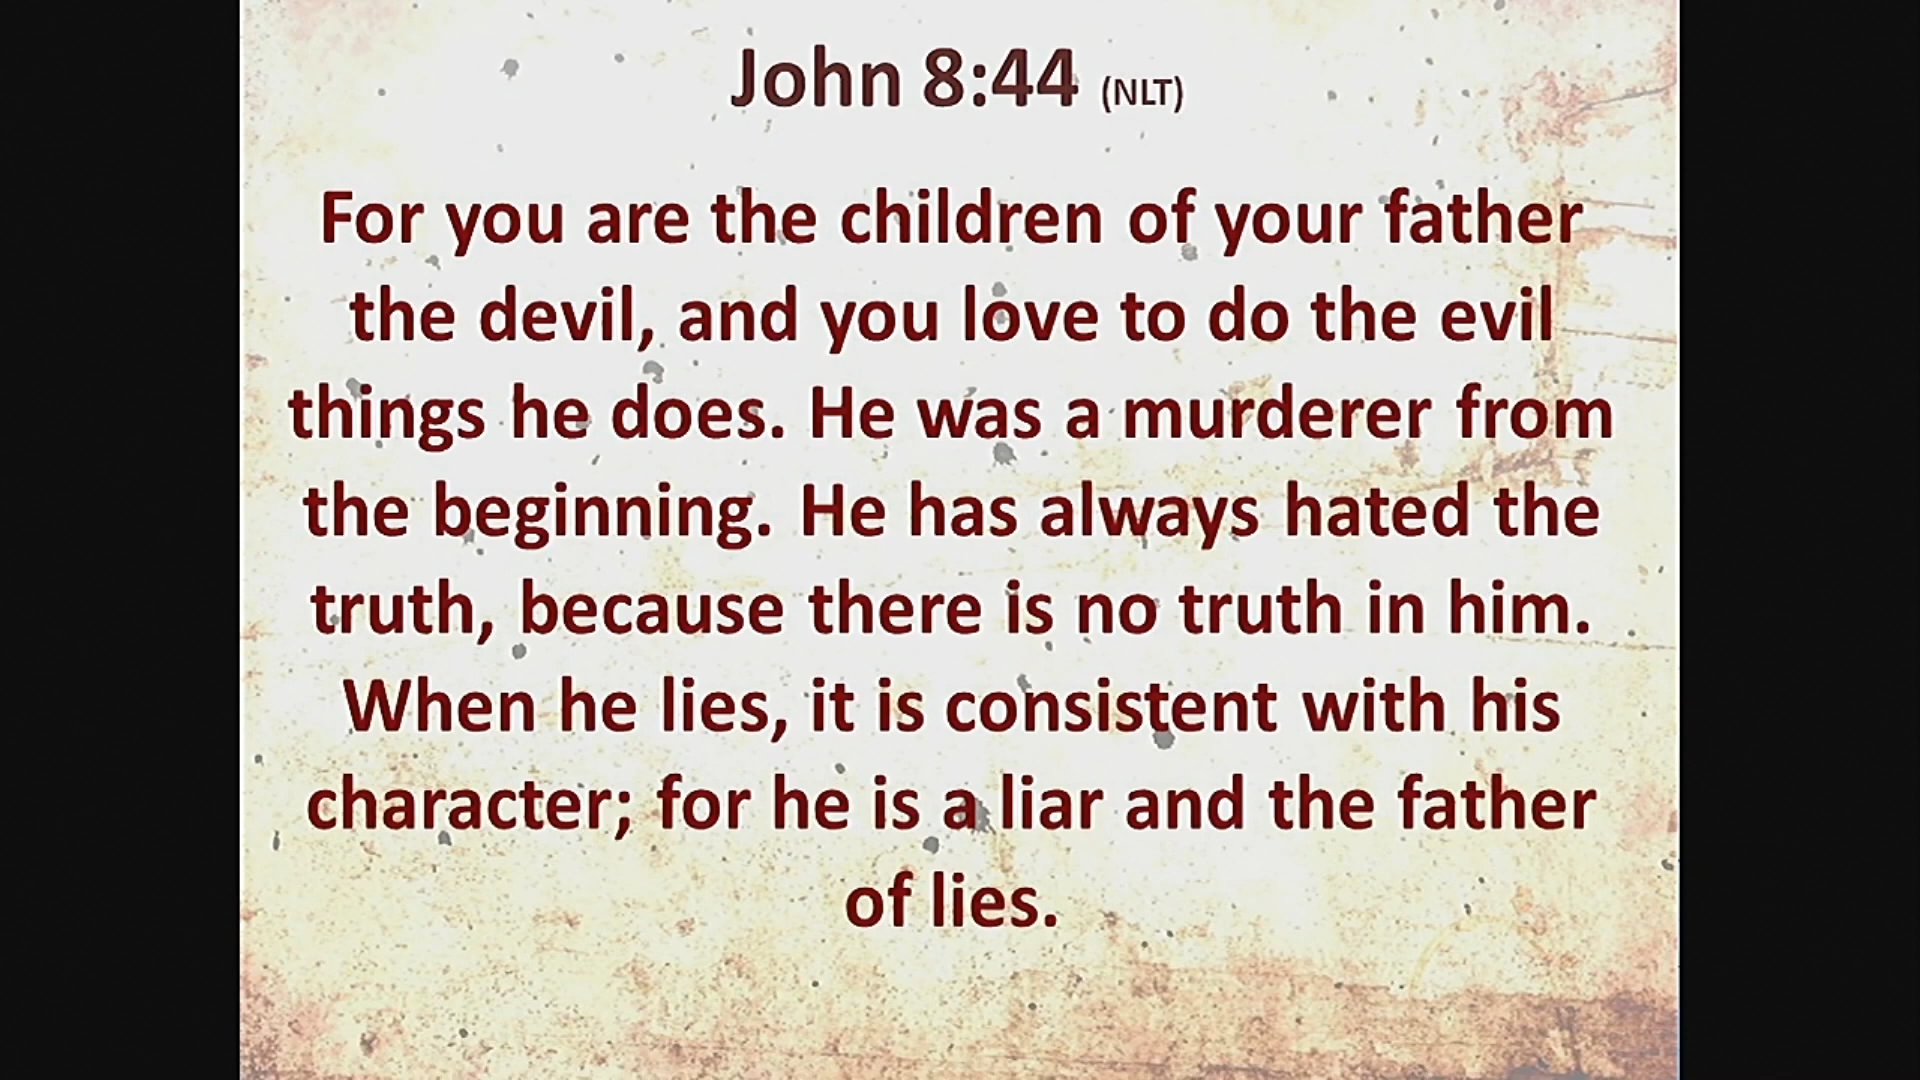 John 8:44 (NLT)
For you are the children of your father
the devil, and you love to do the evil
things he does. He was a murderer from
the beginning. He has always hated the
truth, because there is no truth in him.
When he lies, it is consistent with his
character; for he is a liar and the father
of lies.